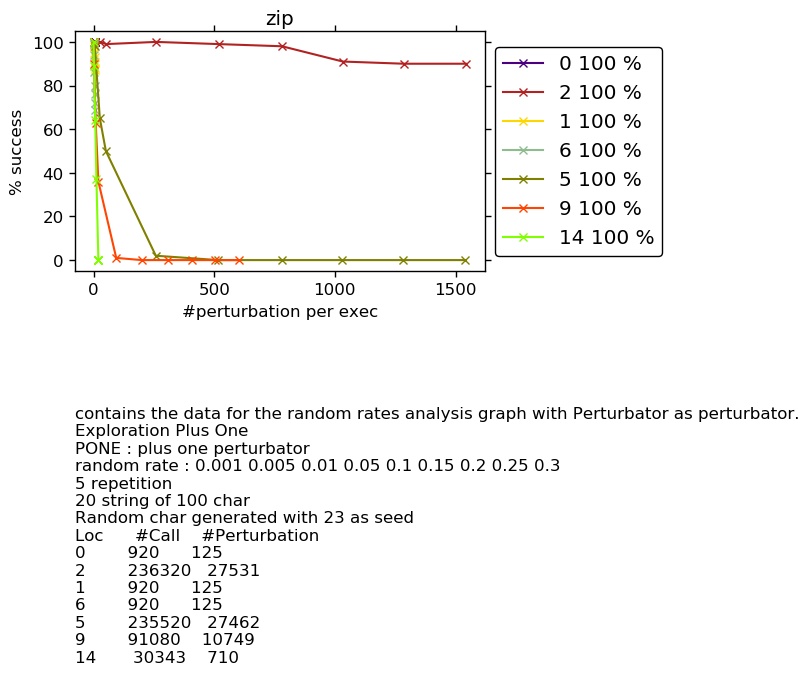 zip
100
80
60
40
20
0
% success
0 500 1000 1500
#perturbation per exec
0 100 %
2 100 %
1 100 %
6 100 %
5 100 %
9 100 %
14 100 %
contains the data for the random rates analysis graph with Perturbator as perturbator.
Exploration Plus One
PONE : plus one perturbator
random rate : 0.001 0.005 0.01 0.05 0.1 0.15 0.2 0.25 0.3
5 repetition
20 string of 100 char
Random char generated with 23 as seed
Loc #Call #Perturbation
0 920 125
2 236320 27531
1 920 125
6 920 125
5 235520 27462
9 91080 10749
14 30343 710